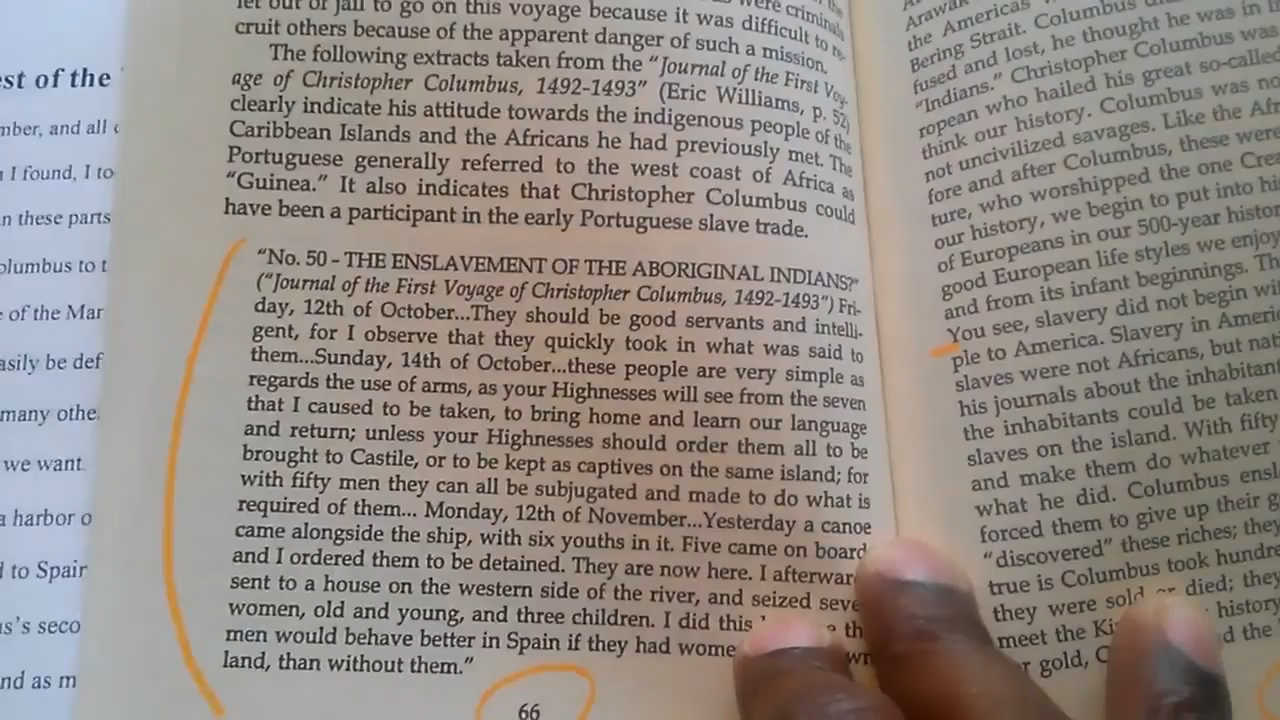 est of the
mber, and all
I found, I to
n these parts
olumbus to t
of the Mar
asily be def
many othe
we want
a harbor o
to Spain
us's seco
nd as m
let out of jail to go on this voyage because it was difficult to re-
cruit others because of the apparent danger of such a mission.
The following extracts taken from the "Journal of the First Voy-
age of Christopher Columbus, 1492-1493" (Eric Williams, p. 52)
clearly indicate his attitude towards the indigenous people of the
Caribbean Islands and the Africans he had previously met. The
Portuguese generally referred to the west coast of Africa as
"Guinea." It also indicates that Christopher Columbus could
have been a participant in the early Portuguese slave trade.
"No. 50 - THE ENSLAVEMENT OF THE ABORIGINAL INDIANS?"
("Journal of the First Voyage of Christopher Columbus, 1492-1493") Fri-
day, 12th of October...They should be good servants and intelli-
gent, for I observe that they quickly took in what was said to
them...Sunday, 14th of October...these people are very simple as
regards the use of arms, as your Highnesses will see from the seven
that I caused to be taken, to bring home and learn our language
and return; unless your Highnesses should order them all to be
brought to Castile, or to be kept as captives on the same island; for
with fifty men they can all be subjugated and made to do what is
required of them... Monday, 12th of November...Yesterday a canoe
came alongside the ship, with six youths in it. Five came on board
and I ordered them to be detained. They are now here. I afterwar
sent to a house on the western side of the river, and seized seve
women, old and young, and three children. I did this
men would behave better in Spain if they had wome
land, than without them."
66
Arawak
the Americas
Bering Strait. Columbus
fused and lost, he thought he was in
"Indians." Christopher Columbus was
ropean who hailed his great so-called
think our history. Columbus was no
not uncivilized savages. Like the Afr
fore and after Columbus, these were
ture, who worshipped the one Crea
our history, we begin to put into hi
of Europeans in our 500-year histor
good European life styles we enjoy
and from its infant beginnings. Th
You see, slavery did not begin wi
ple to America. Slavery in Ameri
slaves were not Africans, but nat
his journals about the inhabitant
the inhabitants could be taken
slaves on the island. With fifty
and make them do whatever
what he did. Columbus ensl
forced them to give up their g
"discovered" these riches; they
true is Columbus took hundre
they were sold or died; they
meet the Ki history
r gold, C d the